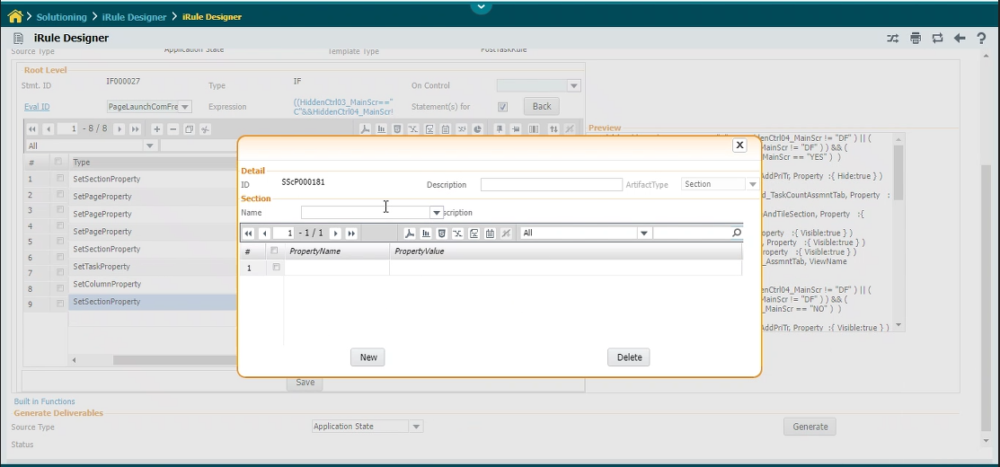 Solutioning > iRule Designer > iRule Designer
iRule Designer
Source Type Application State Template Type PostTaskRule
Root Level
Stmt. ID IF000027 Type IF On Control
Eval ID PageLaunchComFre Expression ((HiddenCtrl03_MainScr=="
C"&&HiddenCtrl04_MainScr! Statement(s) for Back
1 - 8 / 8
All
# Type
1 SetSectionProperty
2 SetPageProperty
3 SetPageProperty
4 SetPageProperty
5 SetSectionProperty
6 SetTaskProperty
7 SetColumnProperty
8 SetSectionProperty
9
Save
Preview
enCtrl04_MainScr != "DF" ) || (
_MainScr != "DF" ) ) && (
_MainScr == "YES" ) )
AddPriTr, Property :{ Hide:true } )
d_TaskCountAssmntTab, Property :
AndTileSection, Property :{
y :{ Visible:true } )
, Property :{ Visible:true } )
operty :{ Visible:true } )
_AssmntTab, ViewName
enCtrl04_MainScr != "DF" ) || (
_MainScr != "DF" ) ) && (
_MainScr == "NO" ) )
AddPriTr, Property :{ Visible:true } )
Detail
ID SScP000181 Description ArtifactType Section
Section
Name scription
1 - 1 / 1 All
# PropertyName PropertyValue
1
New Delete
Built in Functions
Generate Deliverables
Source Type Application State Generate
Status